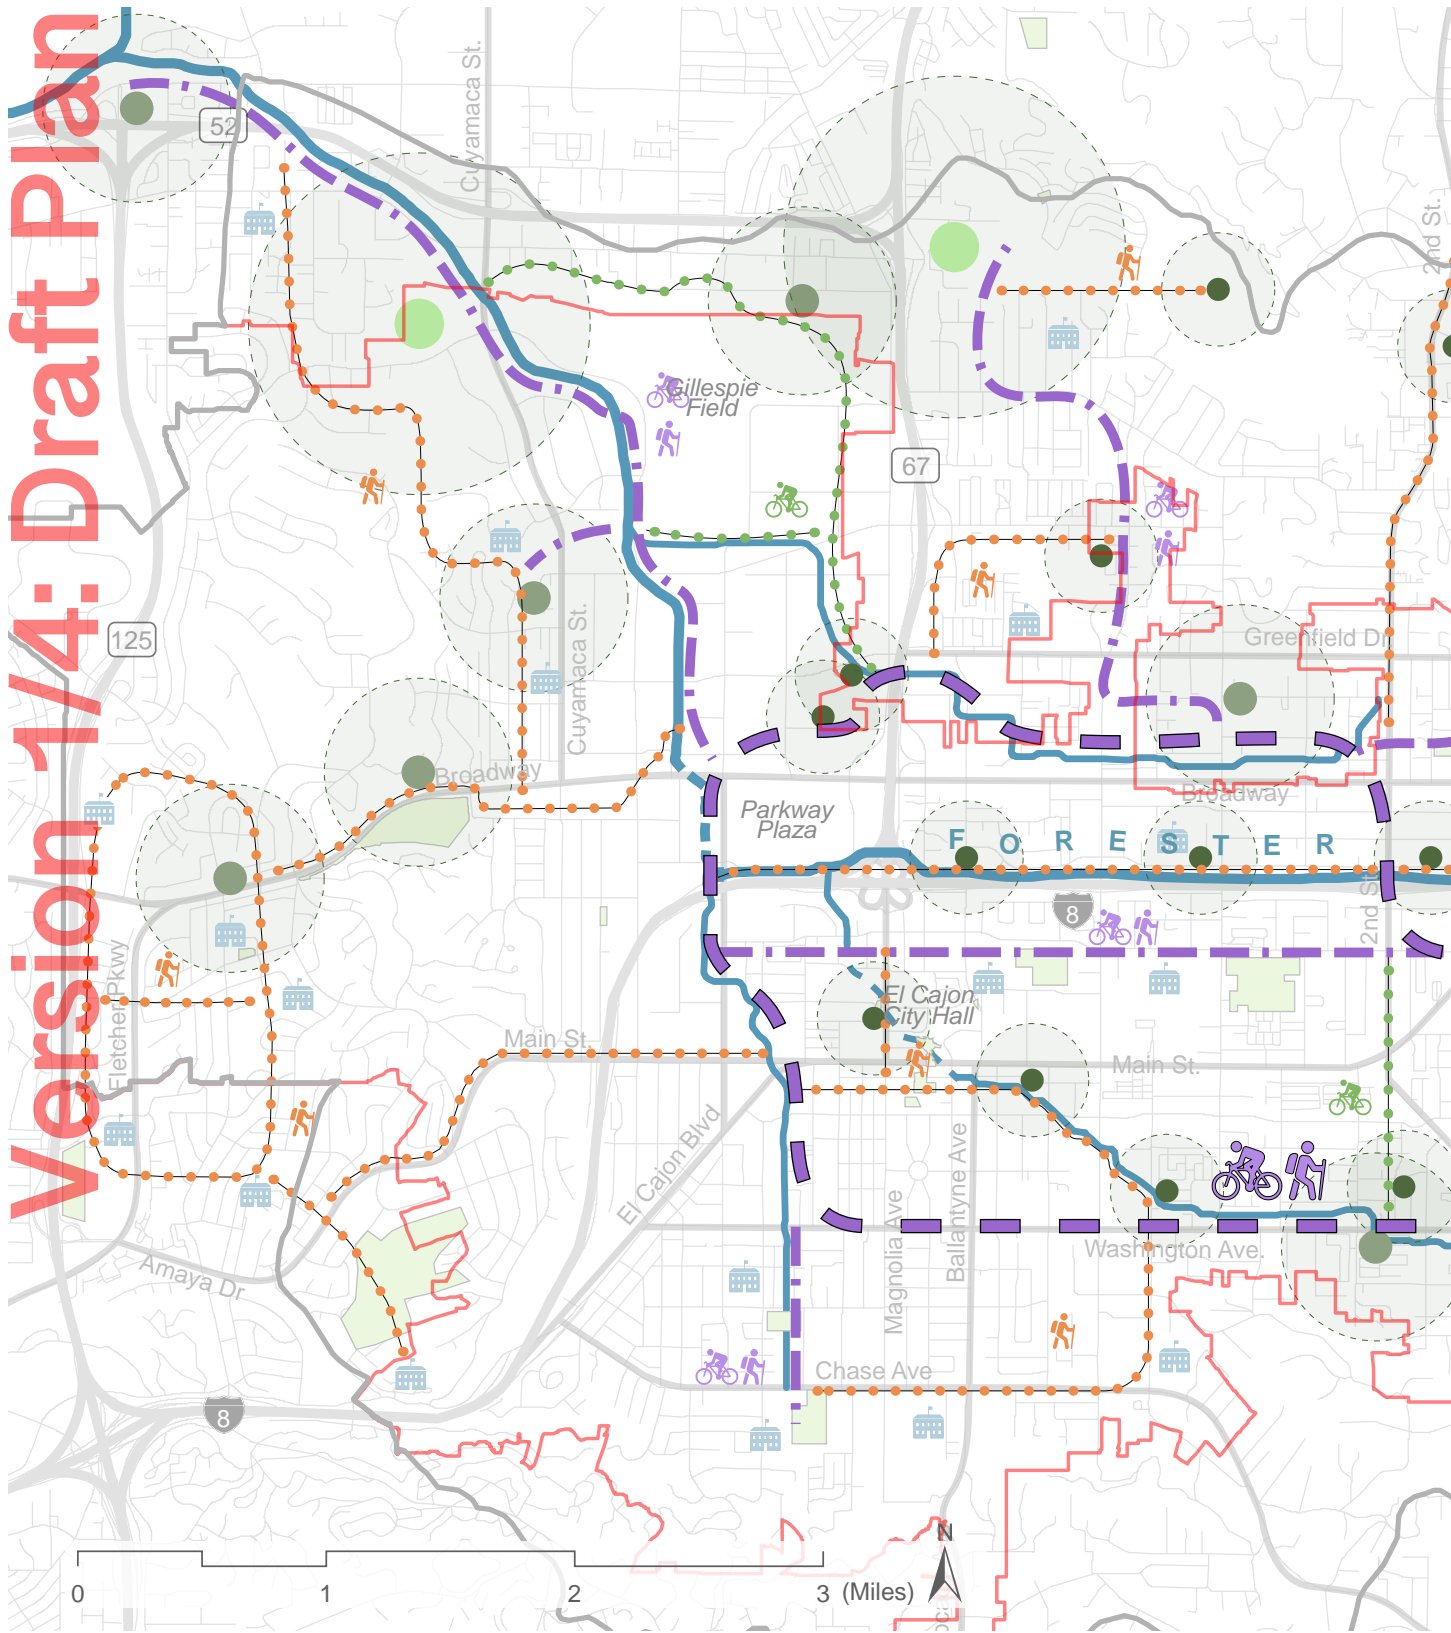 Version 1/4: Draft Plan
Cuyamaca St.
52
2nd St.
Gillespie
Field
67
125
Greenfield Dr
Cuyamaca St.
Broadway
Broadway
Parkway
Plaza
FORESTER
8
2nd St
Fletcher Pkwy
El Cajon
City Hall
Main St.
Main St.
El Cajon Blvd
Magnolia Ave
Ballantyne Ave
Washington Ave.
Amaya Dr
Chase Ave
8
N
0 1 2 3 (Miles)